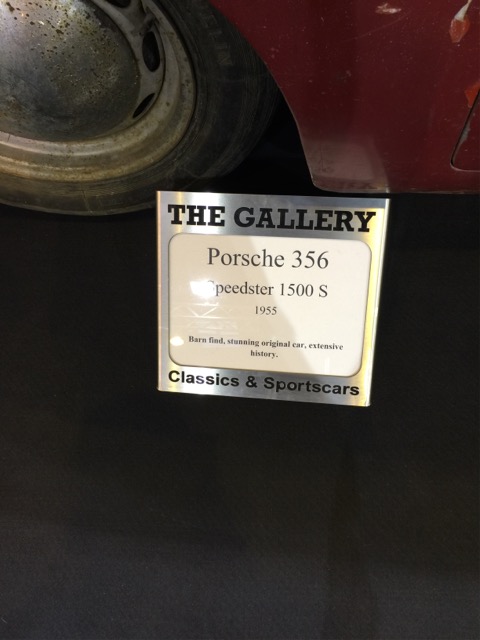 THE GALLERY
Porsche 356
Speedster 1500 S
1955
Barn find, stunning original car, extensive
history.
Classics & Sportscars